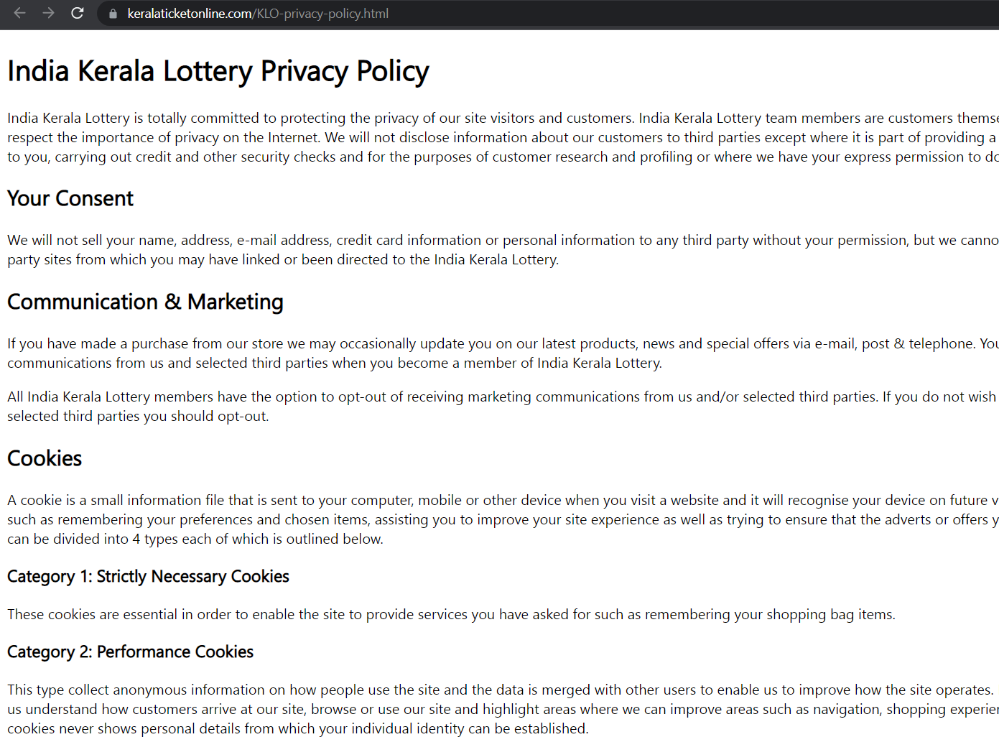 keralaticketonline.com/KLO-privacy-policy.html
India Kerala Lottery Privacy Policy
India Kerala Lottery is totally committed to protecting the privacy of our site visitors and customers. India Kerala Lottery team members are customers
respect the importance of privacy on the Internet. We will not disclose information about our customers to third parties except where it is part of providing a
to you, carrying out credit and other security checks and for the purposes of customer research and profiling or where we have your express permission to
Your Consent
We will not sell your name, address, e-mail address, credit card information or personal information to any third party without your permission, but we
party sites from which you may have linked or been directed to the India Kerala Lottery.
Communication & Marketing
If you have made a purchase from our store we may occasionally update you on our latest products, news and special offers via e-mail, post & telephone.
communications from us and selected third parties when you become a member of India Kerala Lottery.
All India Kerala Lottery members have the option to opt-out of receiving marketing communications from us and/or selected third parties. If you do not wish
selected third parties you should opt-out.
Cookies
A cookie is a small information file that is sent to your computer, mobile or other device when you visit a website and it will recognise your device on future
such as remembering your preferences and chosen items, assisting you to improve your site experience as well as trying to ensure that the adverts or offers
can be divided into 4 types each of which is outlined below.
Category 1: Strictly Necessary Cookies
These cookies are essential in order to enable the site to provide services you have asked for such as remembering your shopping bag items.
Category 2: Performance Cookies
This type collect anonymous information on how people use the site and the data is merged with other users to enable us to improve how the site operates.
us understand how customers arrive at our site, browse or use our site and highlight areas where we can improve areas such as navigation, shopping
cookies never shows personal details from which your individual identity can be established.